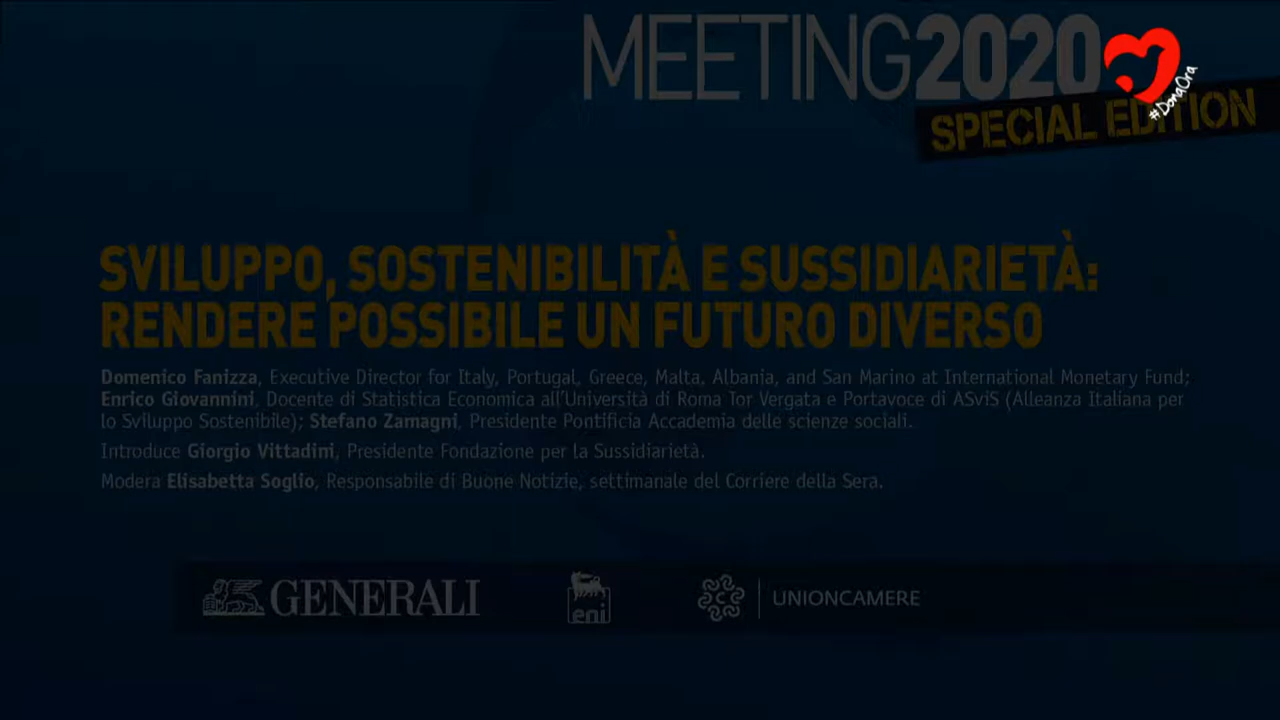 MEETING2020
#DonaOra
SPECIAL EDITION
SVILUPPO, SOSTENIBILITÀ E SUSSIDIARIETÀ:
RENDERE POSSIBILE UN FUTURO DIVERSO
Domenico Fanizza, Executive Director for Italy, Portugal, Greece, Malta, Albania, and San Marino at International Monetary Fund;
Enrico Giovannini, Docente di Statistica Economica all'Università di Roma Tor Vergata e Portavoce di ASviS (Alleanza Italiana per
lo Sviluppo Sostenibile); Stefano Zamagni, Presidente Pontificia Accademia delle scienze sociali.
Introduce Giorgio Vittadini, Presidente Fondazione per la Sussidiarietà.
Modera Elisabetta Soglio, Responsabile di Buone Notizie, settimanale del Corriere della Sera.
GENERALI eni UNIONCAMERE